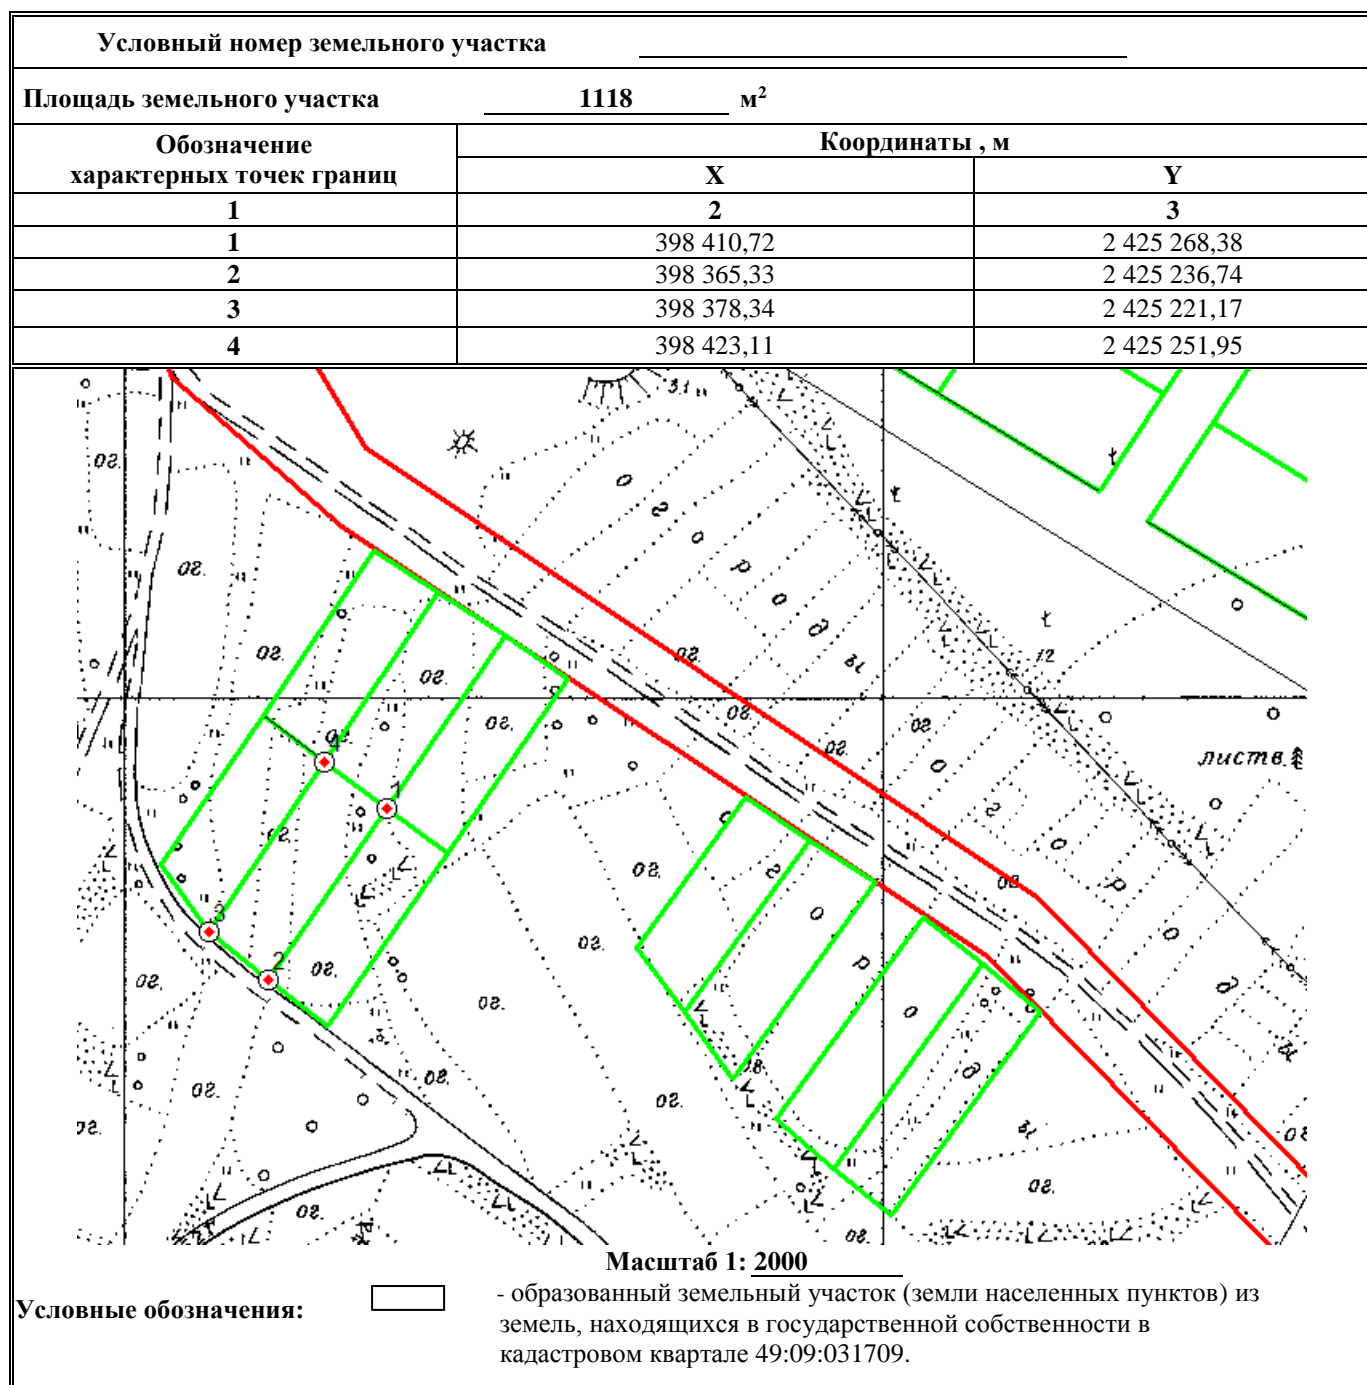 Условный номер земельного участка
Площадь земельного участка 1118 м²
Обозначение характерных точек границ
Координаты , м
X Y
1 2 3
1 398 410,72 2 425 268,38
2 398 365,33 2 425 236,74
3 398 378,34 2 425 221,17
4 398 423,11 2 425 251,95
ог.
ог.
ог.
ог.
ог.
ог.
ог.
ог.
ог.
ог.
листв.
4
1
3
2
ог.
ог.
ог.
ог.
ог.
ог.
ог.
ог.
ог.
Масштаб 1: 2000
Условные обозначения:
- образованный земельный участок (земли населенных пунктов) из
земель, находящихся в государственной собственности в
кадастровом квартале 49:09:031709.